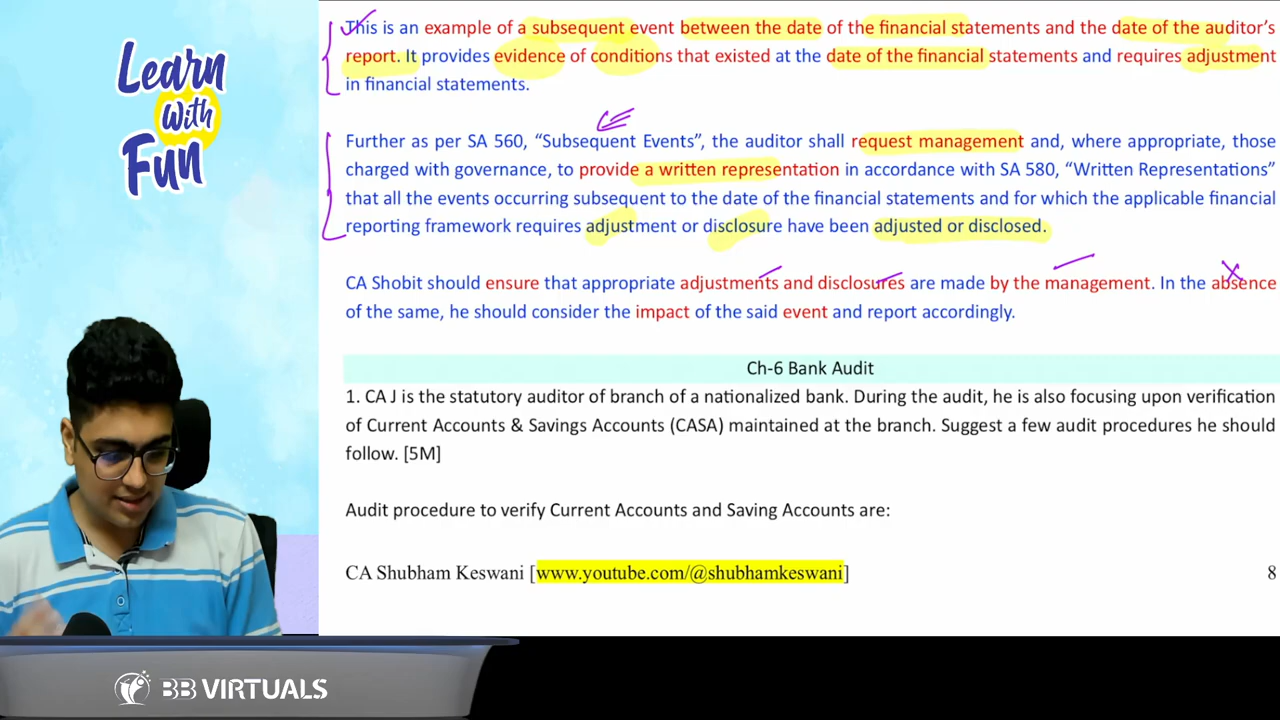 Learn
With
Fun
This is an example of a subsequent event between the date of the financial statements and the date of the auditor's
report. It provides evidence of conditions that existed at the date of the financial statements and requires adjustment
in financial statements.
Further as per SA 560, “Subsequent Events”, the auditor shall request management and, where appropriate, those
charged with governance, to provide a written representation in accordance with SA 580, “Written Representations”
that all the events occurring subsequent to the date of the financial statements and for which the applicable financial
reporting framework requires adjustment or disclosure have been adjusted or disclosed.
CA Shobit should ensure that appropriate adjustments and disclosures are made by the management. In the absence
of the same, he should consider the impact of the said event and report accordingly.
Ch-6 Bank Audit
1. CA J is the statutory auditor of branch of a nationalized bank. During the audit, he is also focusing upon verification
of Current Accounts & Savings Accounts (CASA) maintained at the branch. Suggest a few audit procedures he should
follow. [5M]
Audit procedure to verify Current Accounts and Saving Accounts are:
CA Shubham Keswani [www.youtube.com/@shubhamkeswani] 8
BB VIRTUALS